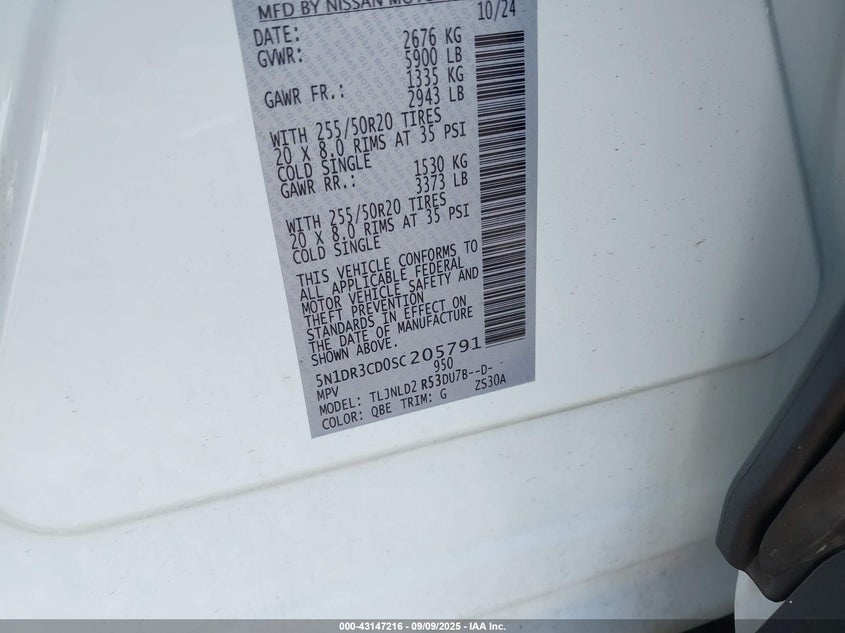 MFD BY NISSAN MOTOR
DATE: 10/24
GVWR: 2676 KG
5900 LB
GAWR FR.: 1335 KG
2943 LB
WITH 255/50R20 TIRES
20 X 8.0 RIMS AT 35 PSI
COLD SINGLE
GAWR RR.: 1530 KG
3373 LB
WITH 255/50R20 TIRES
20 X 8.0 RIMS AT 35 PSI
COLD SINGLE
THIS VEHICLE CONFORMS TO
ALL APPLICABLE FEDERAL
MOTOR VEHICLE SAFETY AND
THEFT PREVENTION
STANDARDS IN EFFECT ON
THE DATE OF MANUFACTURE
SHOWN ABOVE.
5N1DR3CD0SC205791
MPV 950
MODEL: TLJNLD2 R53DU7B--D-
COLOR: QBE TRIM: G ZS30A
000-43147216 - 09/09/2025 - IAA Inc.